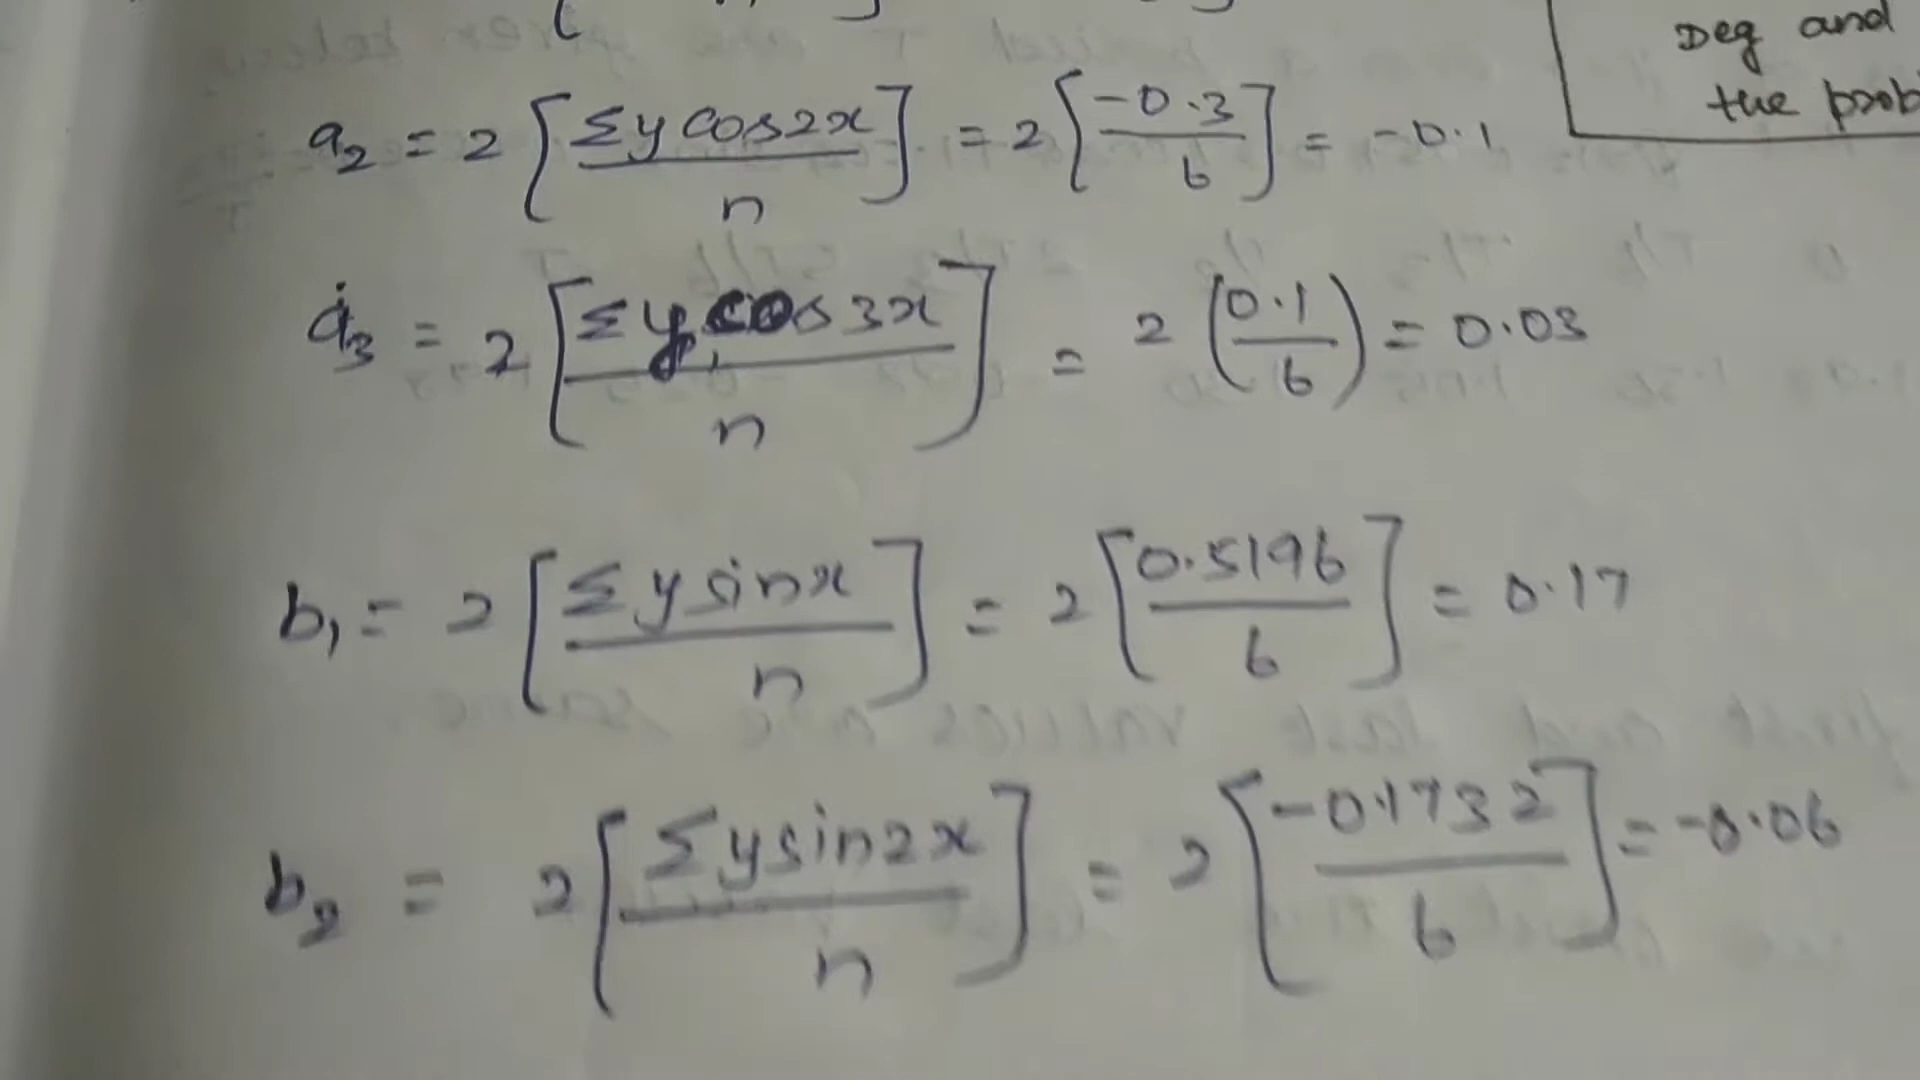 Deg and
the prob
a₂ = 2 [Σy cos2x / n] = 2 [-0.3 / 6] = -0.1
a₃ = 2 [Σy cos3x / n] = 2 (0.1 / 6) = 0.03
b₁ = 2 [Σy sinx / n] = 2 [0.5196 / 6] = 0.17
b₂ = 2 [Σy sin2x / n] = 2 [-0.1732 / 6] = -0.06